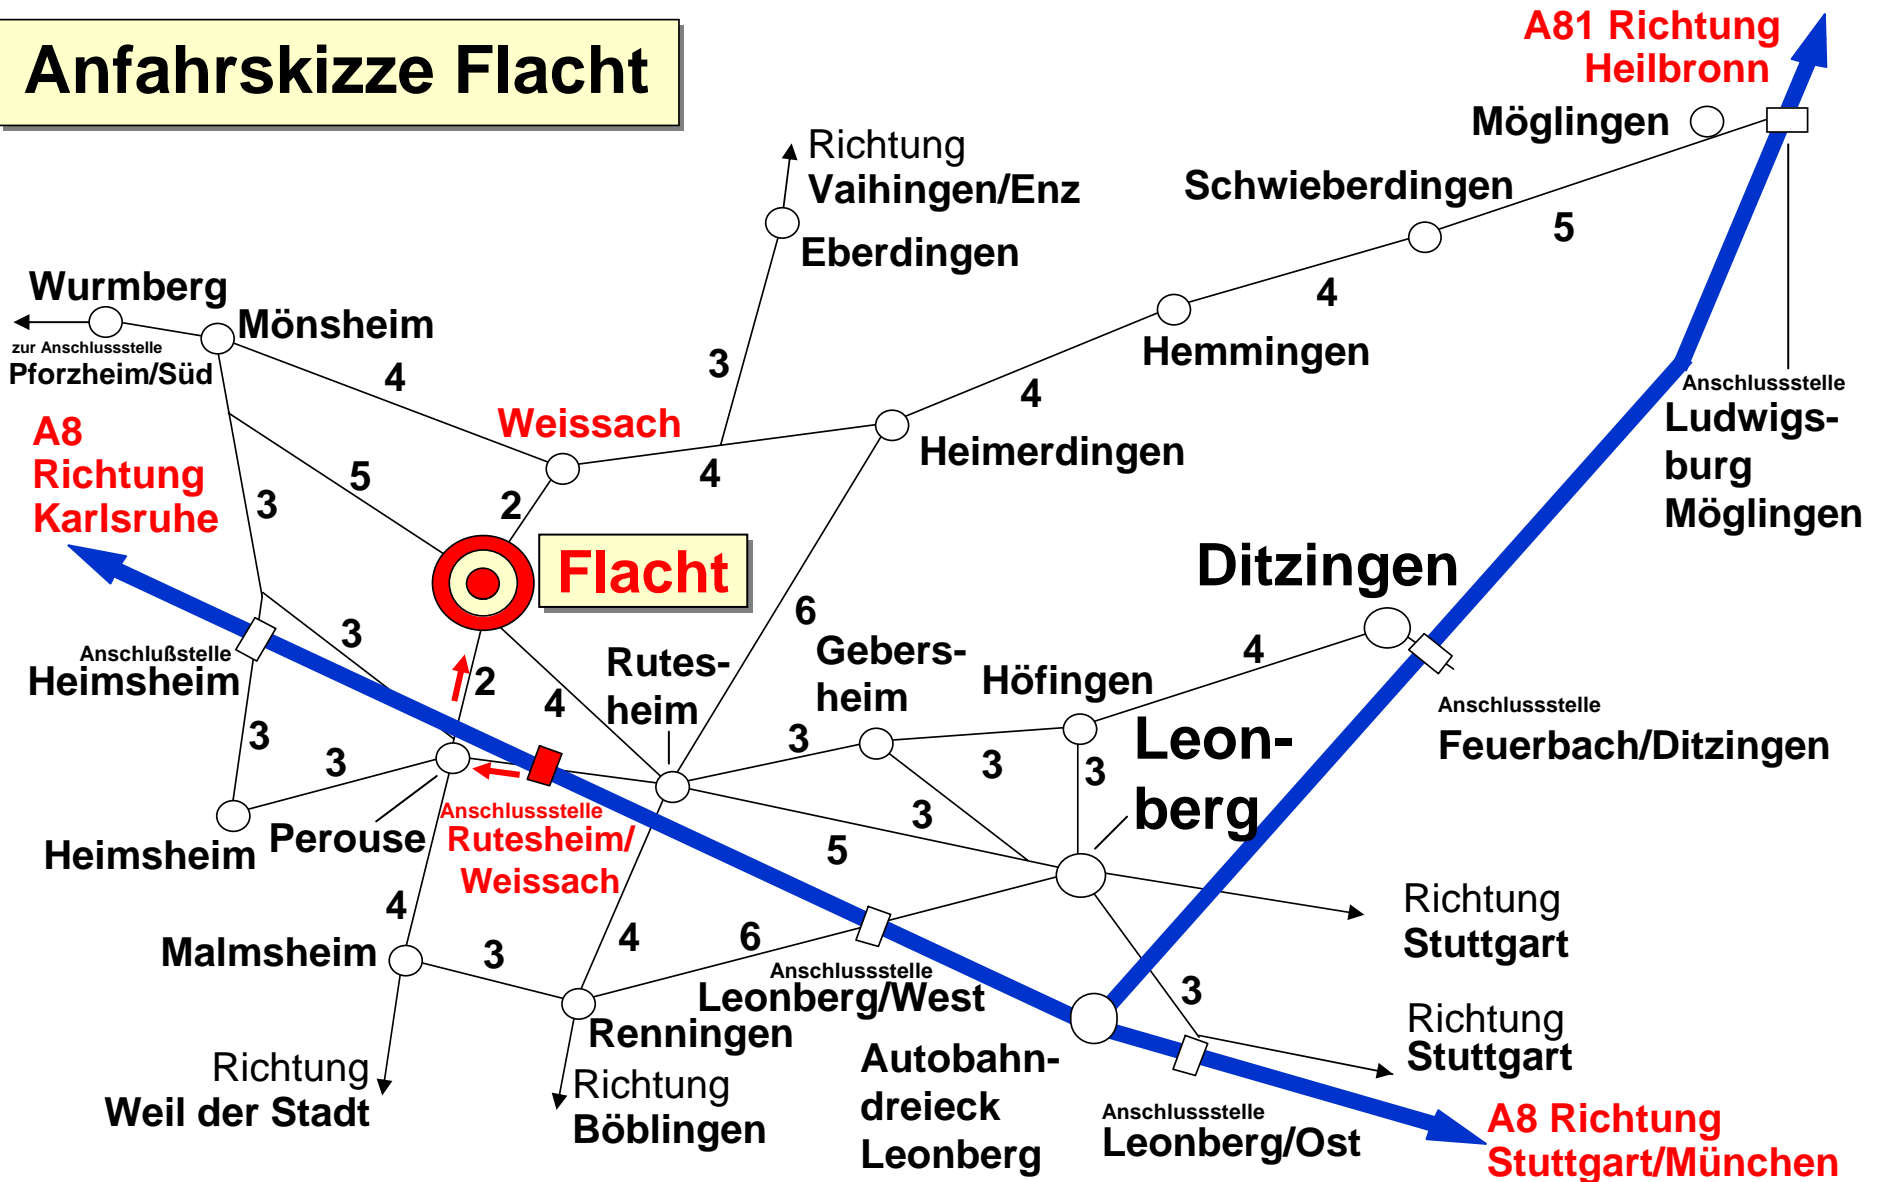 Anfahrskizze Flacht
A81 Richtung
Heilbronn
Möglingen
Richtung
Vaihingen/Enz
Schwieberdingen
5
Eberdingen
Wurmberg
Mönsheim
zur Anschlussstelle
Pforzheim/Süd
4
3
4
Hemmingen
4
Anschlussstelle
Ludwigs-
burg
Möglingen
A8
Richtung
Karlsruhe
Weissach
Heimerdingen
5
3
2
4
Flacht
Ditzingen
6
3
Anschlußstelle
Heimsheim
2
4
Rutes-
heim
Gebers-
heim
Höfingen
4
Anschlussstelle
Feuerbach/Ditzingen
Leon-
berg
3
3
3
3
3
3
5
Heimsheim
Perouse
Anschlussstelle
Rutesheim/
Weissach
4
Malmsheim
3
4
6
Anschlussstelle
Leonberg/West
Renningen
Richtung
Stuttgart
3
Richtung
Stuttgart
Richtung
Weil der Stadt
Richtung
Böblingen
Autobahn-
dreieck
Leonberg
Anschlussstelle
Leonberg/Ost
A8 Richtung
Stuttgart/München